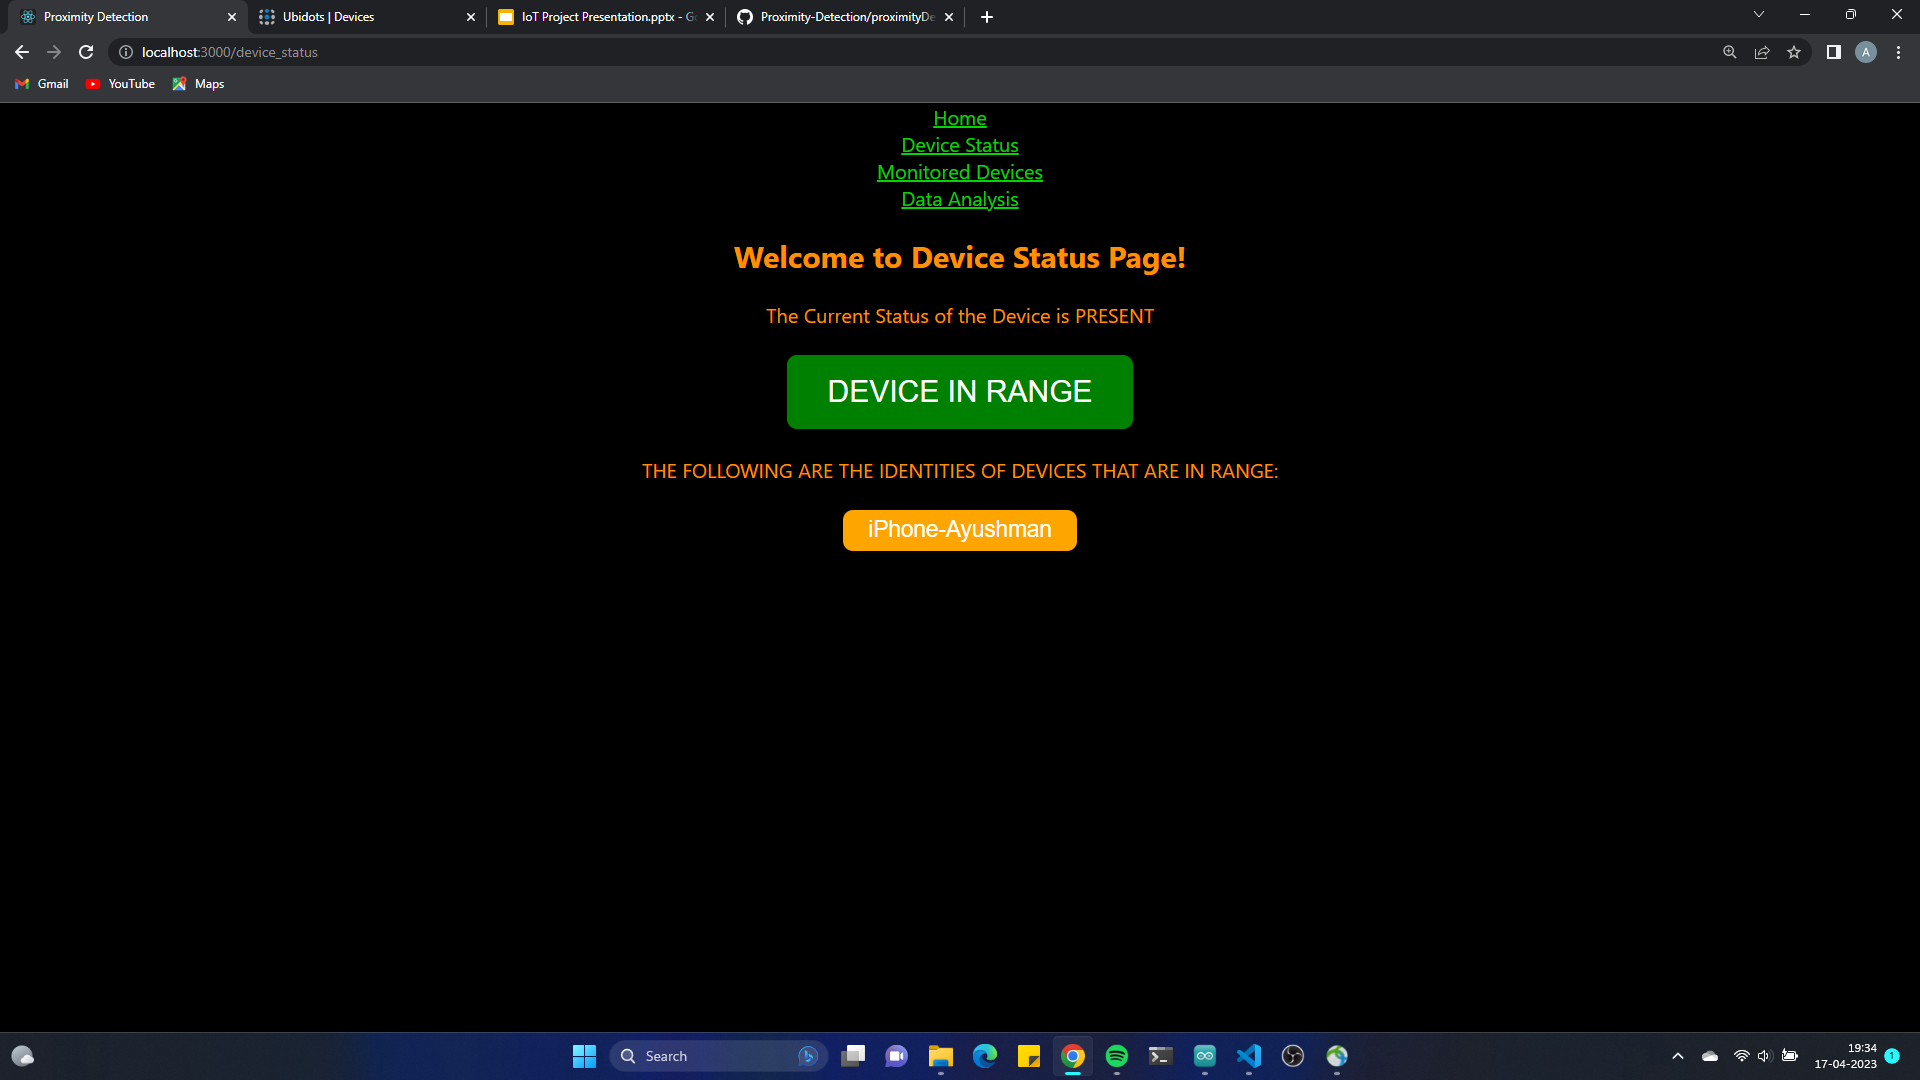 Proximity Detection
Ubidots | Devices
IoT Project Presentation.pptx - Go
Proximity-Detection/proximityDe
localhost:3000/device_status
A
Gmail
YouTube
Maps
Home
Device Status
Monitored Devices
Data Analysis
Welcome to Device Status Page!
The Current Status of the Device is PRESENT
DEVICE IN RANGE
THE FOLLOWING ARE THE IDENTITIES OF DEVICES THAT ARE IN RANGE:
iPhone-Ayushman
Search
19:34
17-04-2023
1